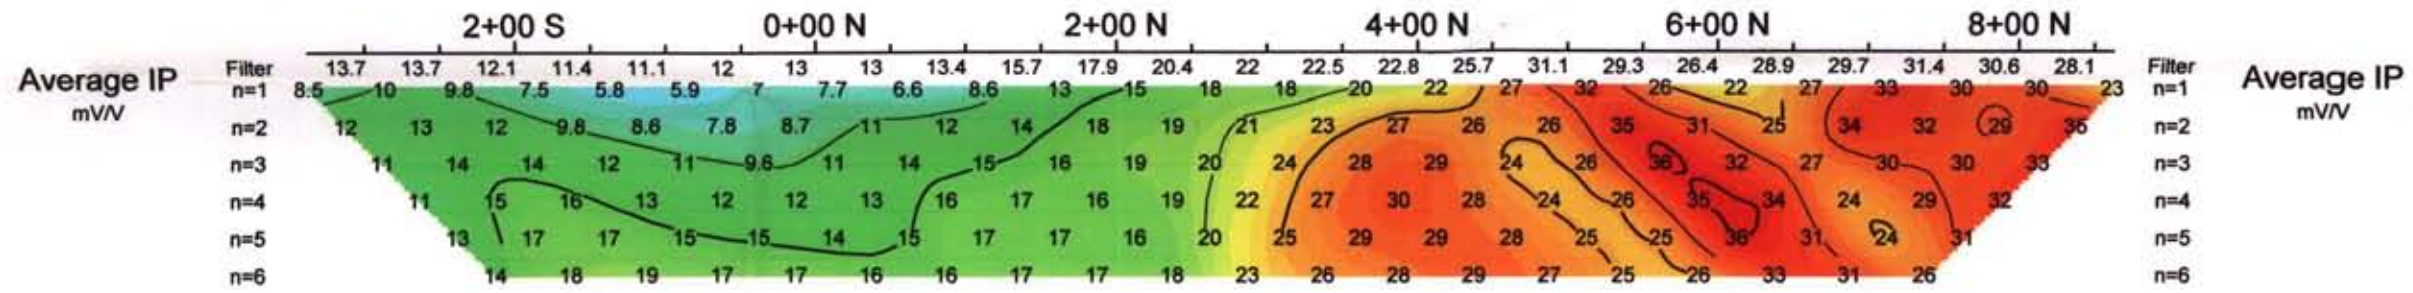 2+00 S 0+00 N 2+00 N 4+00 N 6+00 N 8+00 N
Average IP Filter 13.7 13.7 12.1 11.4 11.1 12 13 13 13.4 15.7 17.9 20.4 22 22.5 22.8 25.7 31.1 29.3 26.4 28.9 29.7 31.4 30.6 28.1 Filter Average IP
mV/V n=1 8.5 10 9.8 7.5 5.8 5.9 7 7.7 6.6 8.6 13 15 18 18 20 22 27 32 26 22 27 33 30 30 23 n=1 mV/V
n=2 12 13 12 9.8 8.6 7.8 8.7 11 12 14 18 19 21 23 27 26 26 35 31 25 34 32 29 35 n=2
n=3 11 14 14 12 11 9.6 11 14 15 16 19 20 24 28 29 24 26 36 32 27 30 30 33 n=3
n=4 11 15 16 13 12 12 13 16 17 16 19 22 27 30 28 24 26 35 34 24 29 32 n=4
n=5 13 17 17 15 15 14 15 17 17 16 20 25 29 29 28 25 25 36 31 24 31 n=5
n=6 14 18 19 17 17 16 16 17 17 18 23 26 28 29 27 25 26 33 31 26 n=6